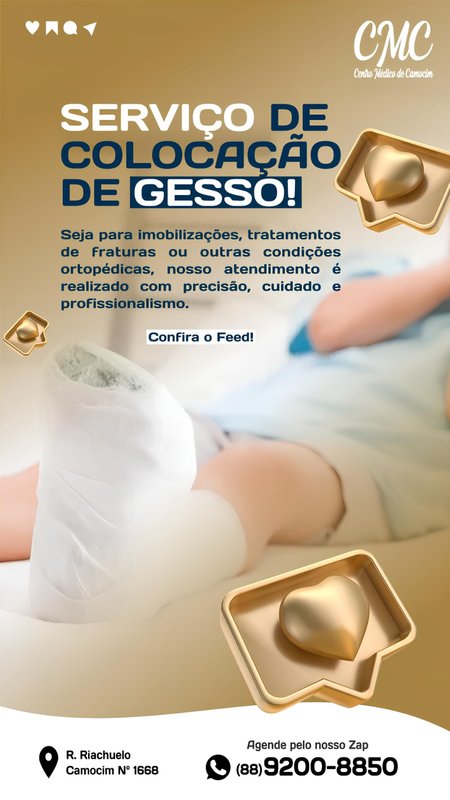 CMC
Centro Médico de Camocim
SERVIÇO DE
COLOCAÇÃO
DE GESSO!
Seja para imobilizações, tratamentos
de fraturas ou outras condições
ortopédicas, nosso atendimento é
realizado com precisão, cuidado e
profissionalismo.
Confira o Feed!
R. Riachuelo
Camocim Nº 1668
Agende pelo nosso Zap
(88)9200-8850